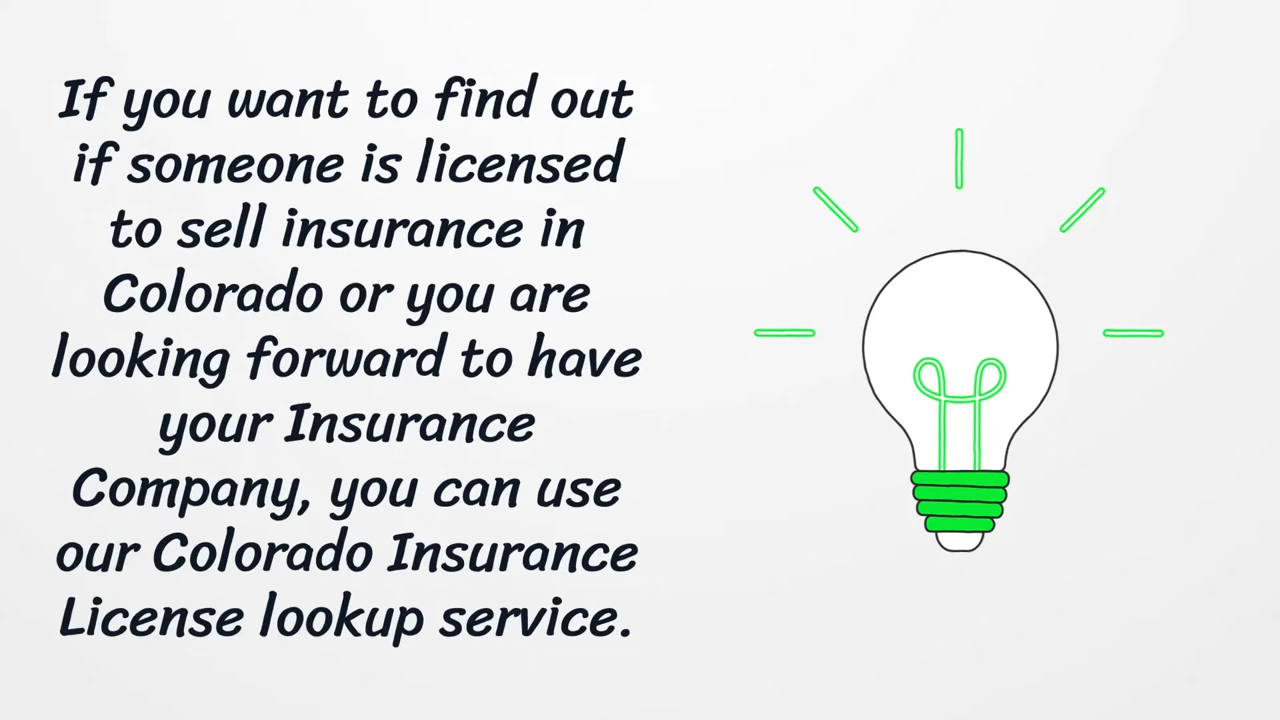 If you want to find out
if someone is licensed
to sell insurance in
Colorado or you are
looking forward to have
your Insurance
Company, you can use
our Colorado Insurance
License lookup service.